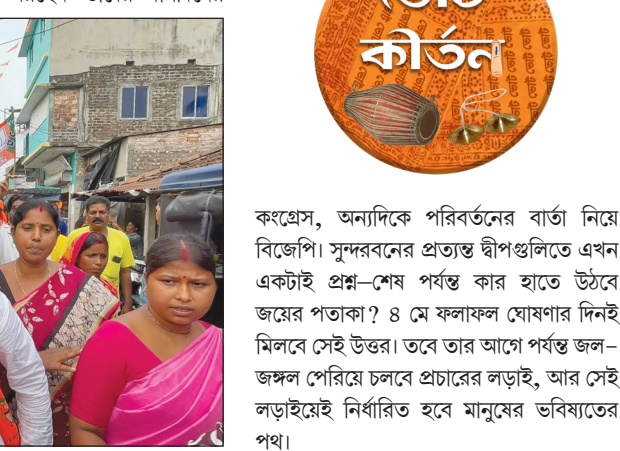 ভোট
কীর্তন
কংগ্রেস, অন্যদিকে পরিবর্তনের বার্তা নিয়ে
বিজেপি। সুন্দরবনের প্রত্যন্ত দ্বীপগুলিতে এখন
একটাই প্রশ্ন–শেষ পর্যন্ত কার হাতে উঠবে
জয়ের পতাকা? ৪ মে ফলাফল ঘোষণার দিনই
মিলবে সেই উত্তর। তবে তার আগে পর্যন্ত জল–
জঙ্গল পেরিয়ে চলবে প্রচারের লড়াই, আর সেই
লড়াইয়েই নির্ধারিত হবে মানুষের ভবিষ্যতের
পথ।